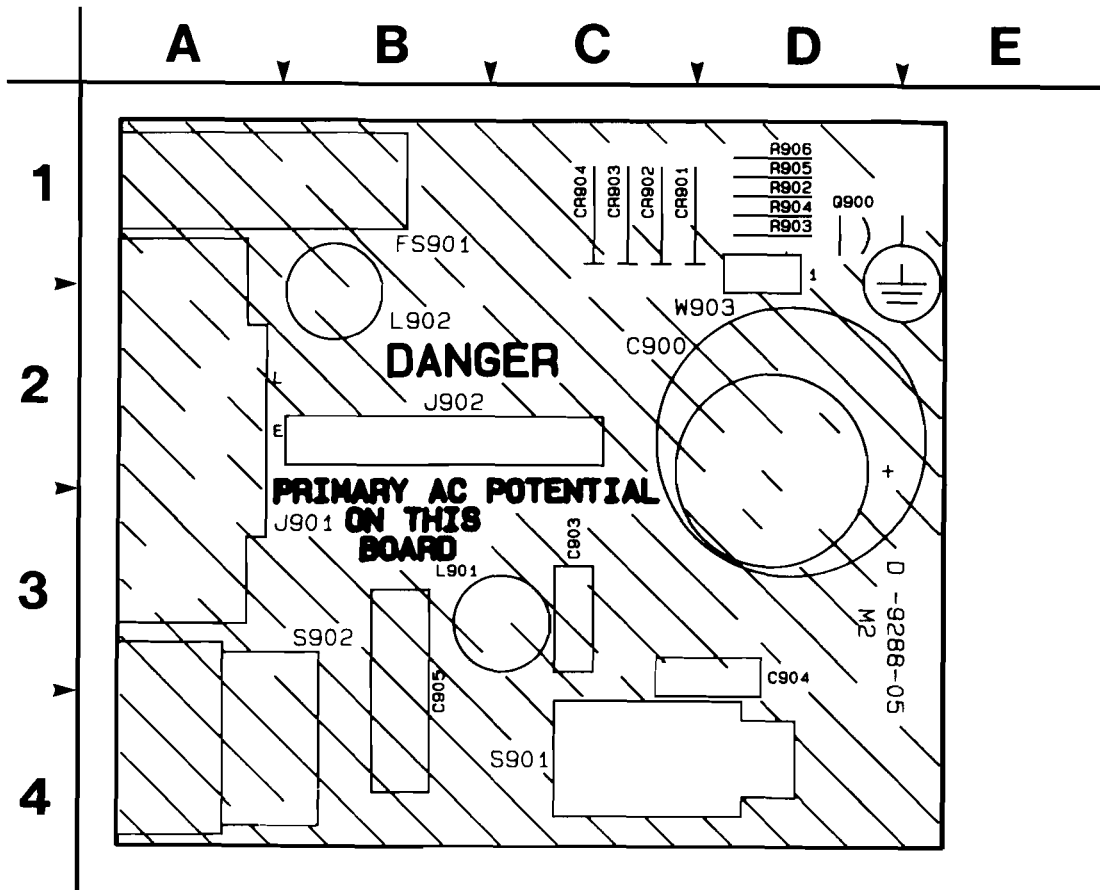 A B C D E
1
2
3
4
CR904
CR903
CR902
CR901
R906
R905
R902
R904
R903
Q900
FS901
1
W903
L902
C900
DANGER
L
J902
E
+
PRIMARY AC POTENTIAL
J901 ON THIS
BOARD
C903
L901
D -9288-05
M2
S902
C905
C904
S901